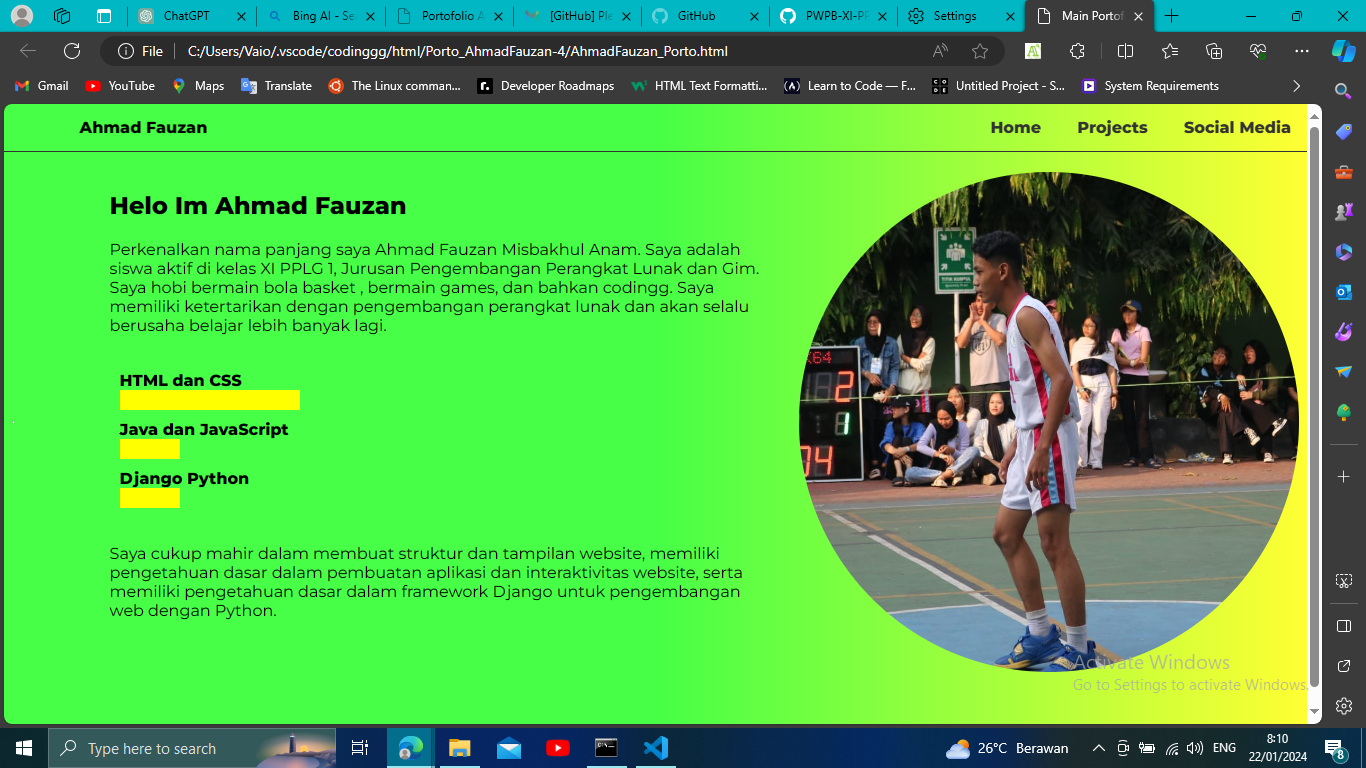 ChatGPT
Bing AI - Se
Portofolio A
[GitHub] Ple
GitHub
PWPB-XI-PP
Settings
Main Portof
File
C:/Users/Vaio/.vscode/codinggg/html/Porto_AhmadFauzan-4/AhmadFauzan_Porto.html
Gmail
YouTube
Maps
Translate
The Linux comman...
Developer Roadmaps
HTML Text Formatti...
Learn to Code — F...
Untitled Project - S...
System Requirements
Ahmad Fauzan
Home
Projects
Social Media
Helo Im Ahmad Fauzan
Perkenalkan nama panjang saya Ahmad Fauzan Misbakhul Anam. Saya adalah
siswa aktif di kelas XI PPLG 1, Jurusan Pengembangan Perangkat Lunak dan Gim.
Saya hobi bermain bola basket , bermain games, dan bahkan codingg. Saya
memiliki ketertarikan dengan pengembangan perangkat lunak dan akan selalu
berusaha belajar lebih banyak lagi.
HTML dan CSS
Java dan JavaScript
Django Python
Saya cukup mahir dalam membuat struktur dan tampilan website, memiliki
pengetahuan dasar dalam pembuatan aplikasi dan interaktivitas website, serta
memiliki pengetahuan dasar dalam framework Django untuk pengembangan
web dengan Python.
TITIK KUMPUL
64
2
1
04
Activate Windows
Go to Settings to activate Windows.
Type here to search
26°C Berawan
ENG
8:10
22/01/2024
8